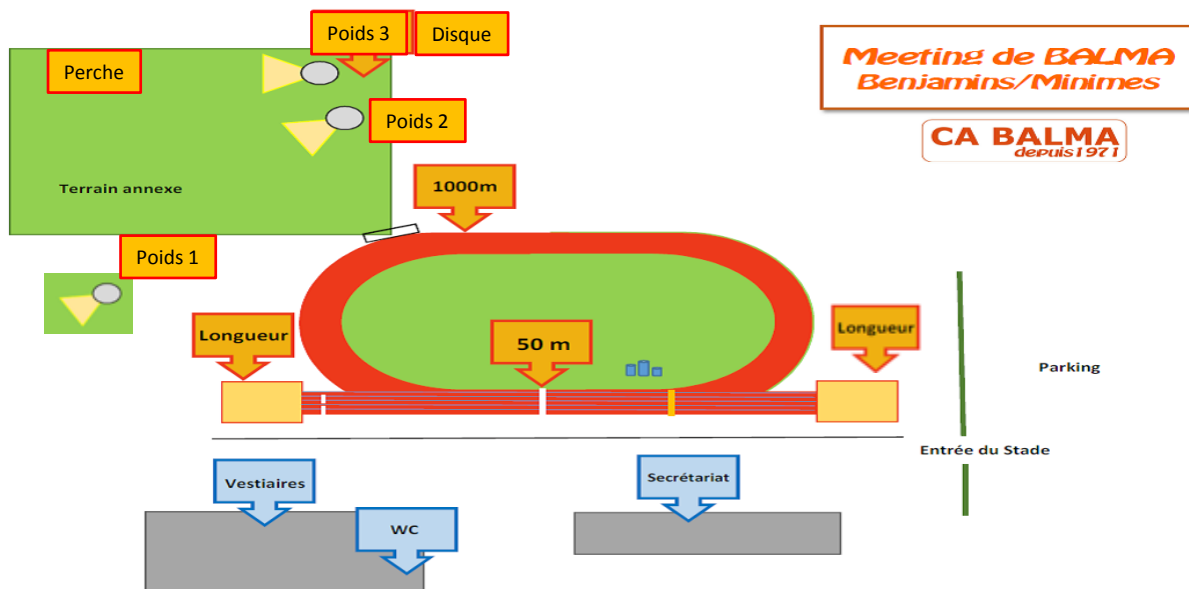 Poids 3
Disque
Meeting de BALMA
Benjamins/Minimes
Perche
Poids 2
CA BALMA
depuis1971
Terrain annexe
1000m
Poids 1
Longueur
50 m
Longueur
Parking
Entrée du Stade
Vestiaires
Secrétariat
WC